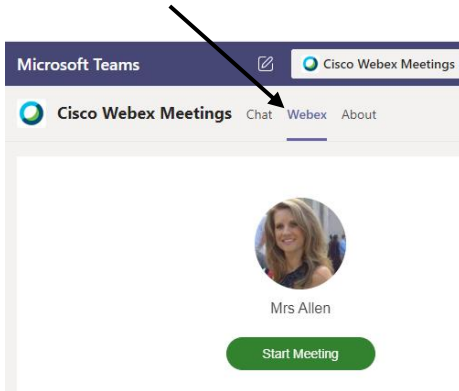 Microsoft Teams Cisco Webex Meetings
Cisco Webex Meetings Chat Webex About
Mrs Allen
Start Meeting